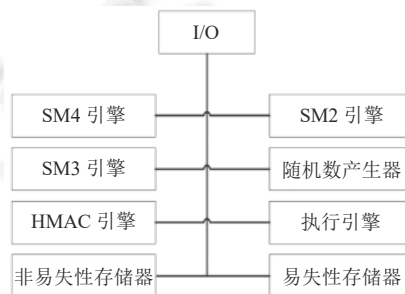 I/O
SM4 引擎
SM2 引擎
SM3 引擎
随机数产生器
HMAC 引擎
执行引擎
非易失性存储器
易失性存储器